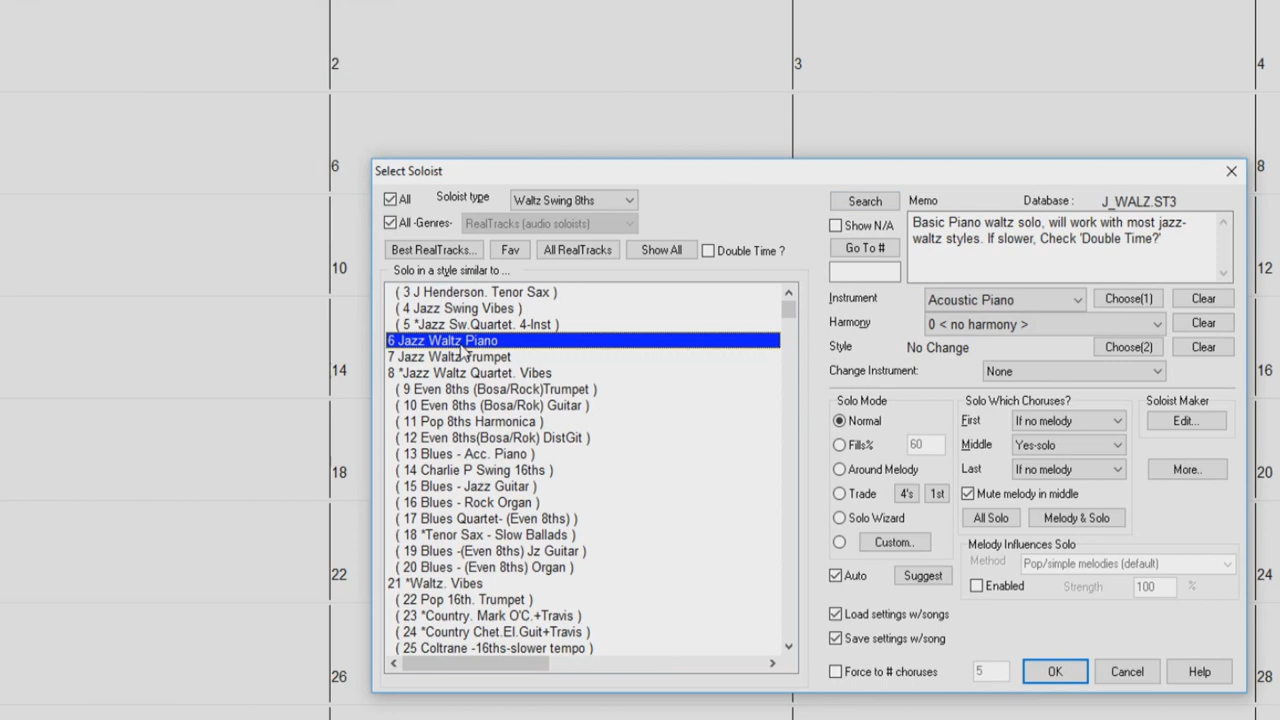 2
3
4
6
8
10
12
14
16
18
20
22
24
26
28
Select Soloist
All
Soloist type
Waltz Swing 8ths
All -Genres-
RealTracks (audio soloists)
Best RealTracks...
Fav
All RealTracks
Show All
Double Time ?
Solo in a style similar to ...
( 3 J Henderson. Tenor Sax )
( 4 Jazz Swing Vibes )
( 5 *Jazz Sw.Quartet. 4-Inst )
6 Jazz Waltz Piano
7 Jazz Waltz Trumpet
8 *Jazz Waltz Quartet. Vibes
( 9 Even 8ths (Bosa/Rock)Trumpet )
( 10 Even 8ths (Bosa/Rok) Guitar )
( 11 Pop 8ths Harmonica )
( 12 Even 8ths(Bosa/Rok) DistGit )
( 13 Blues - Acc. Piano )
( 14 Charlie P Swing 16ths )
( 15 Blues - Jazz Guitar )
( 16 Blues - Rock Organ )
( 17 Blues Quartet- (Even 8ths) )
( 18 *Tenor Sax - Slow Ballads )
( 19 Blues -(Even 8ths) Jz Guitar )
( 20 Blues - (Even 8ths) Organ )
21 *Waltz. Vibes
( 22 Pop 16th. Trumpet )
( 23 *Country. Mark O'C.+Travis )
( 24 *Country Chet.El.Guit+Travis )
( 25 Coltrane -16ths-slower tempo )
Search
Memo
Database :
J_WALZ.ST3
Show N/A
Go To #
Basic Piano waltz solo, will work with most jazz-
waltz styles. If slower, Check 'Double Time?'
Instrument
Acoustic Piano
Choose(1)
Clear
Harmony
0 < no harmony >
Clear
Style
No Change
Choose(2)
Clear
Change Instrument:
None
Solo Mode
Normal
Fills%
60
Around Melody
Trade
4's
1st
Solo Wizard
Custom..
Auto
Suggest
Solo Which Choruses?
First
If no melody
Middle
Yes-solo
Last
If no melody
Mute melody in middle
All Solo
Melody & Solo
Soloist Maker
Edit...
More..
Melody Influences Solo
Method
Pop/simple melodies (default)
Enabled
Strength
100
%
Load settings w/songs
Save settings w/song
Force to # choruses
5
OK
Cancel
Help